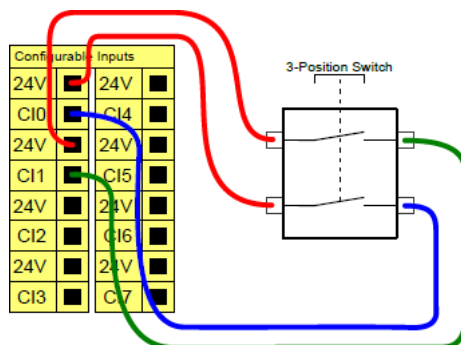 Configurable Inputs
3-Position Switch
24V 24V
CI0 CI4
24V 24V
CI1 CI5
24V 24V
CI2 CI6
24V 24V
CI3 CI7